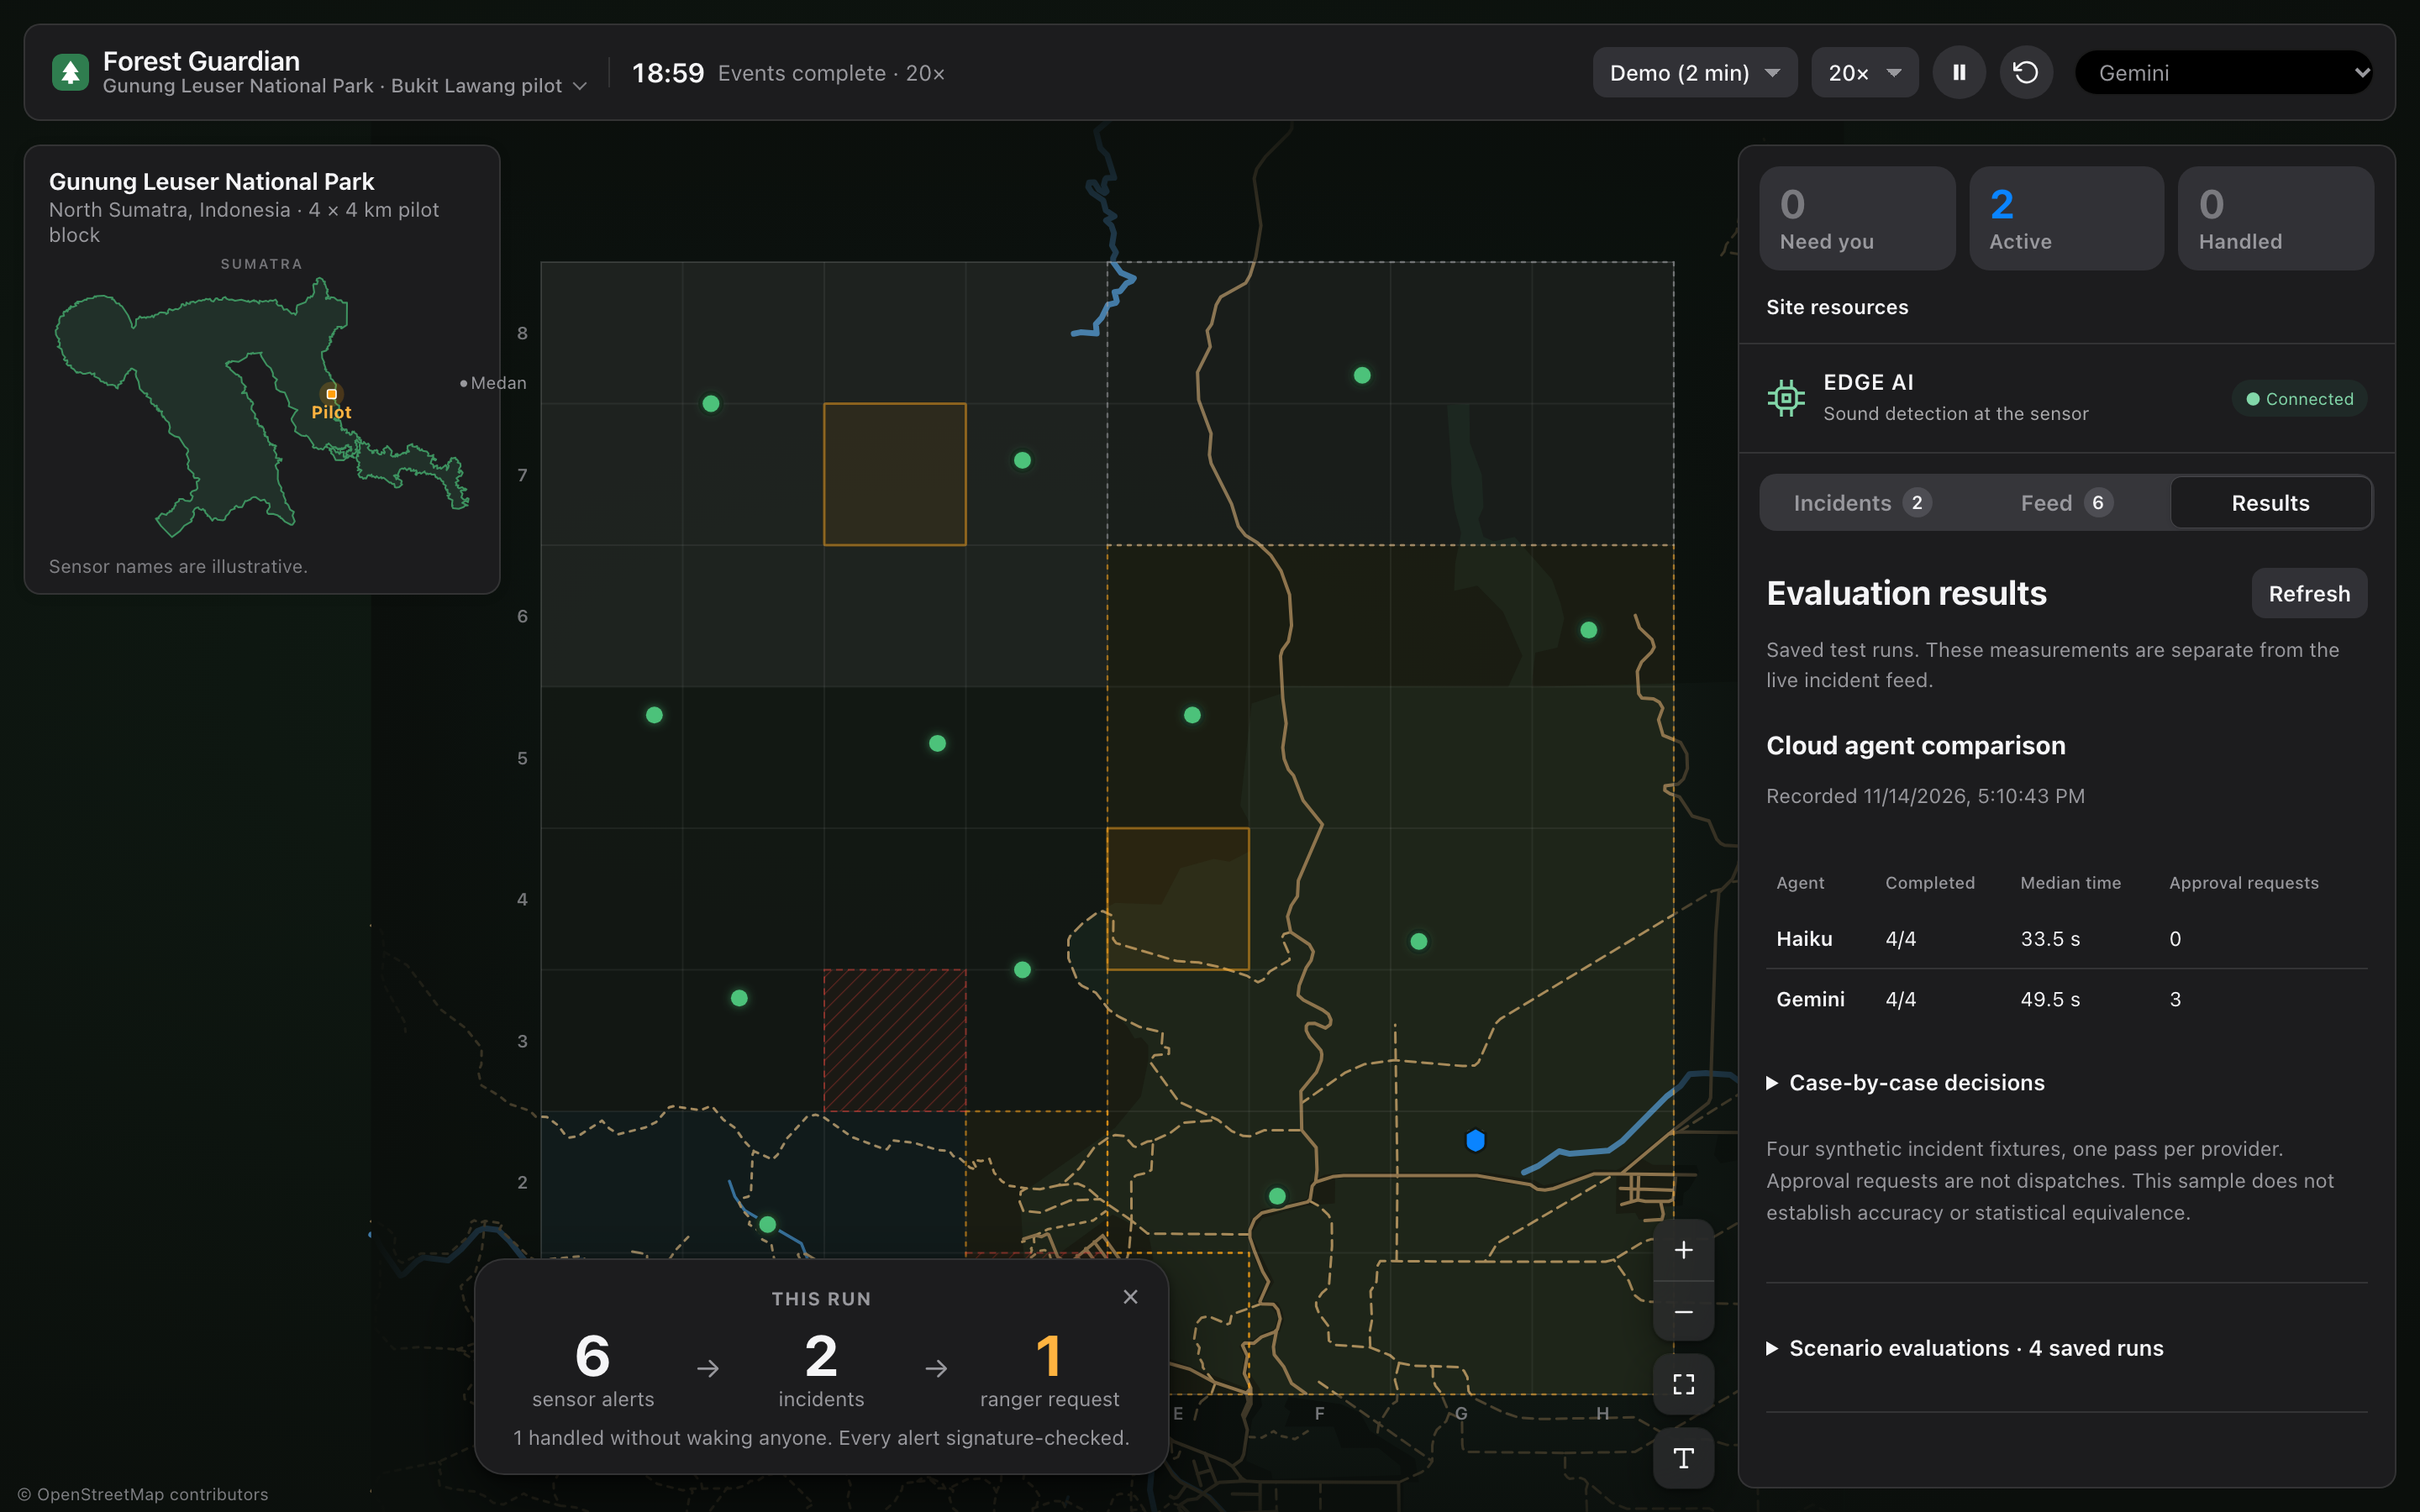 Forest Guardian
Gunung Leuser National Park · Bukit Lawang pilot
18:59 Events complete · 20×
Demo (2 min)
20×
Gemini
Gunung Leuser National Park
North Sumatra, Indonesia · 4 × 4 km pilot
block
SUMATRA
Medan
Pilot
Sensor names are illustrative.
8
7
6
5
4
3
2
E
F
G
H
0
Need you
2
Active
0
Handled
Site resources
EDGE AI
Sound detection at the sensor
Connected
Incidents 2
Feed 6
Results
Evaluation results
Refresh
Saved test runs. These measurements are separate from the
live incident feed.
Cloud agent comparison
Recorded 11/14/2026, 5:10:43 PM
Agent Completed Median time Approval requests
Haiku 4/4 33.5 s 0
Gemini 4/4 49.5 s 3
Case-by-case decisions
Four synthetic incident fixtures, one pass per provider.
Approval requests are not dispatches. This sample does not
establish accuracy or statistical equivalence.
Scenario evaluations · 4 saved runs
THIS RUN
6 → 2 → 1
sensor alerts incidents ranger request
1 handled without waking anyone. Every alert signature-checked.
+
−
T
© OpenStreetMap contributors